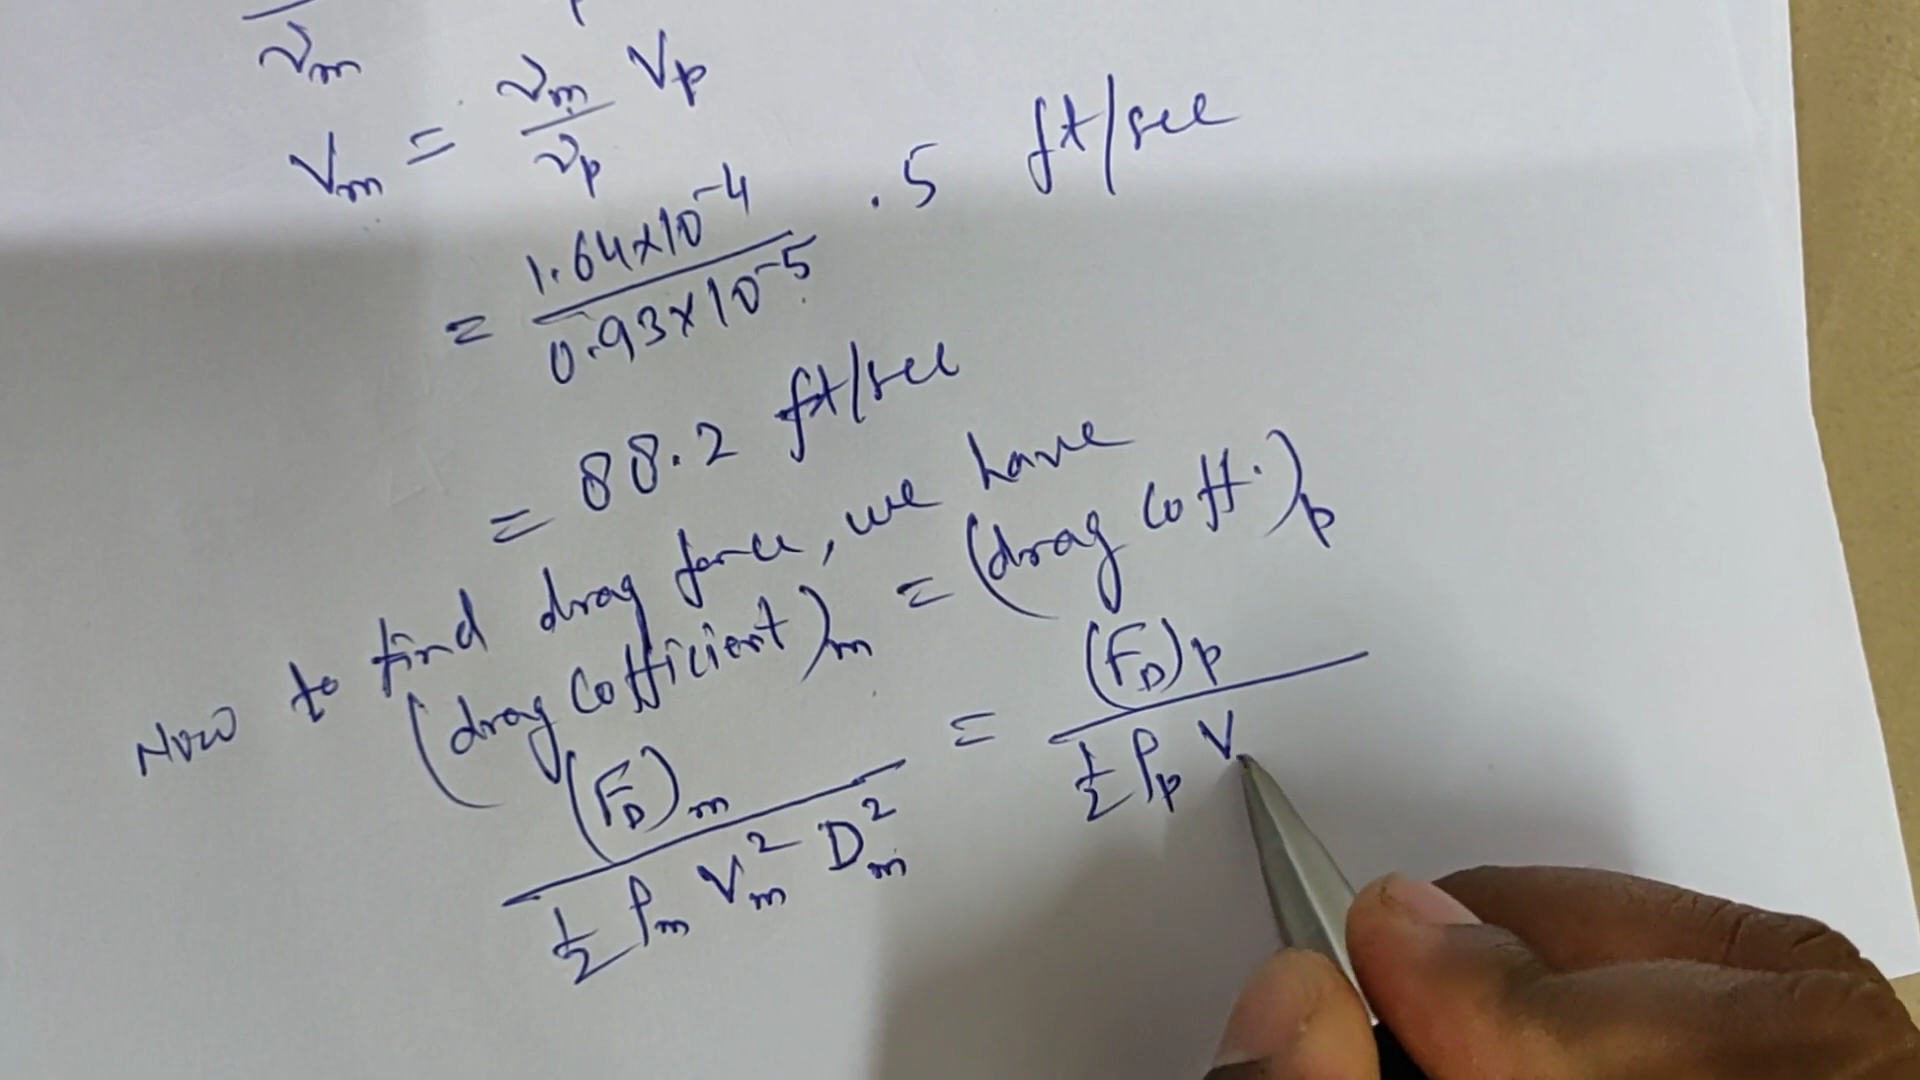 νm
Vm = νm/νp Vp
= 1.64×10⁻⁴/0.93×10⁻⁵ .5 ft/sec
= 88.2 ft/sec
Now to find drag force, we have
(drag cofficient)m = (drag coff.)p
(FD)m / ½ ρm Vm² Dm² = (FD)p / ½ ρp V